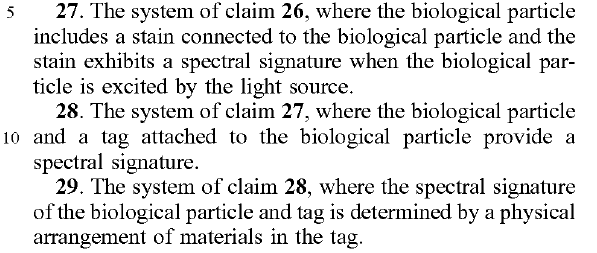 5 27. The system of claim 26, where the biological particle
includes a stain connected to the biological particle and the
stain exhibits a spectral signature when the biological par-
ticle is excited by the light source.
28. The system of claim 27, where the biological particle
10 and a tag attached to the biological particle provide a
spectral signature.
29. The system of claim 28, where the spectral signature
of the biological particle and tag is determined by a physical
arrangement of materials in the tag.